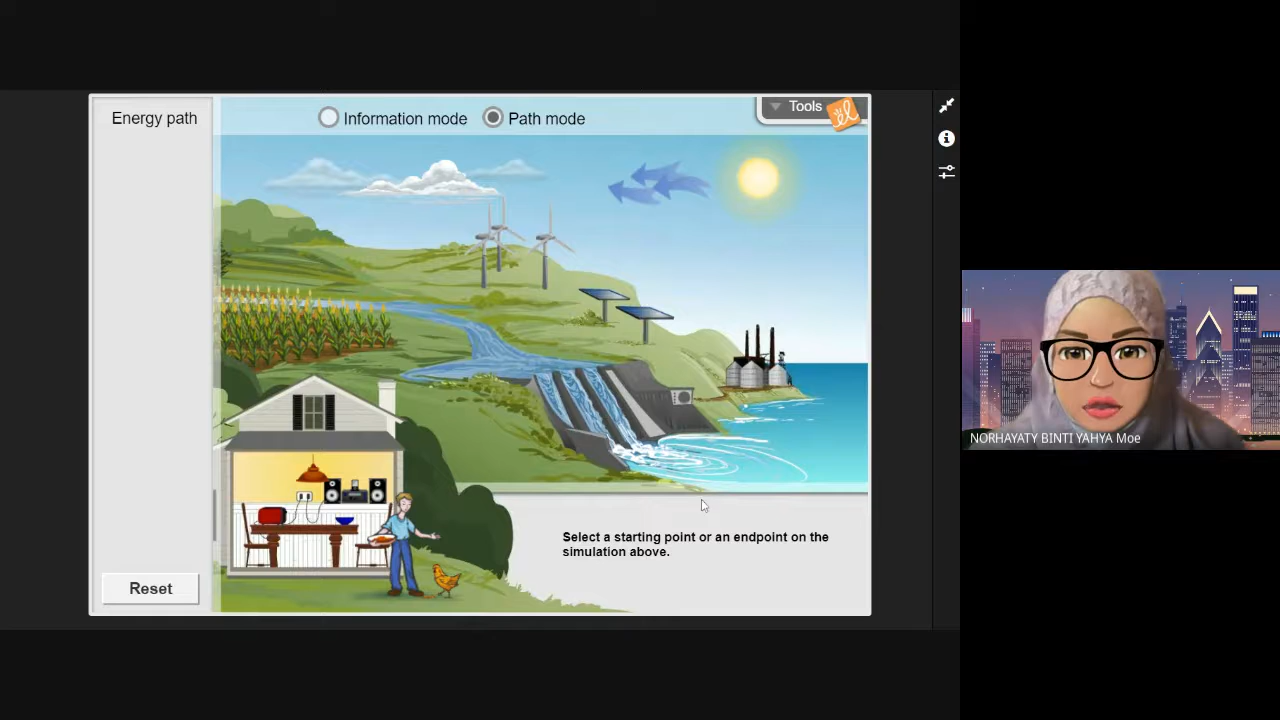 Energy path
Information mode
Path mode
Tools
Select a starting point or an endpoint on the
simulation above.
Reset
NORHAYATY BINTI YAHYA Moe